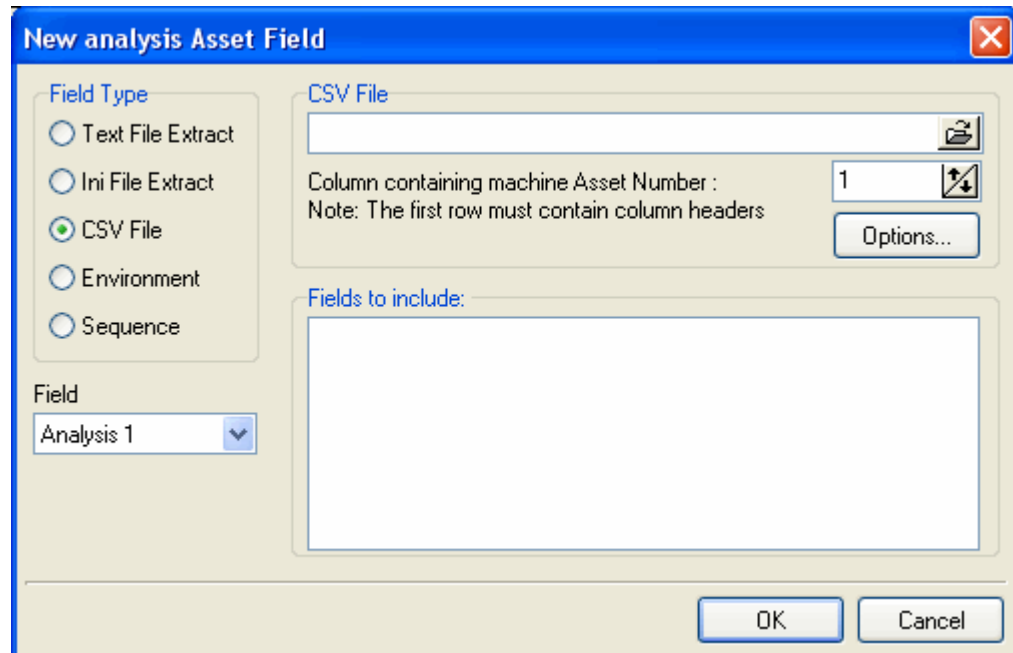 New analysis Asset Field
Field Type
Text File Extract
Ini File Extract
CSV File
Environment
Sequence
Field
Analysis 1
CSV File
Column containing machine Asset Number :
1
Note: The first row must contain column headers
Options...
Fields to include:
OK
Cancel